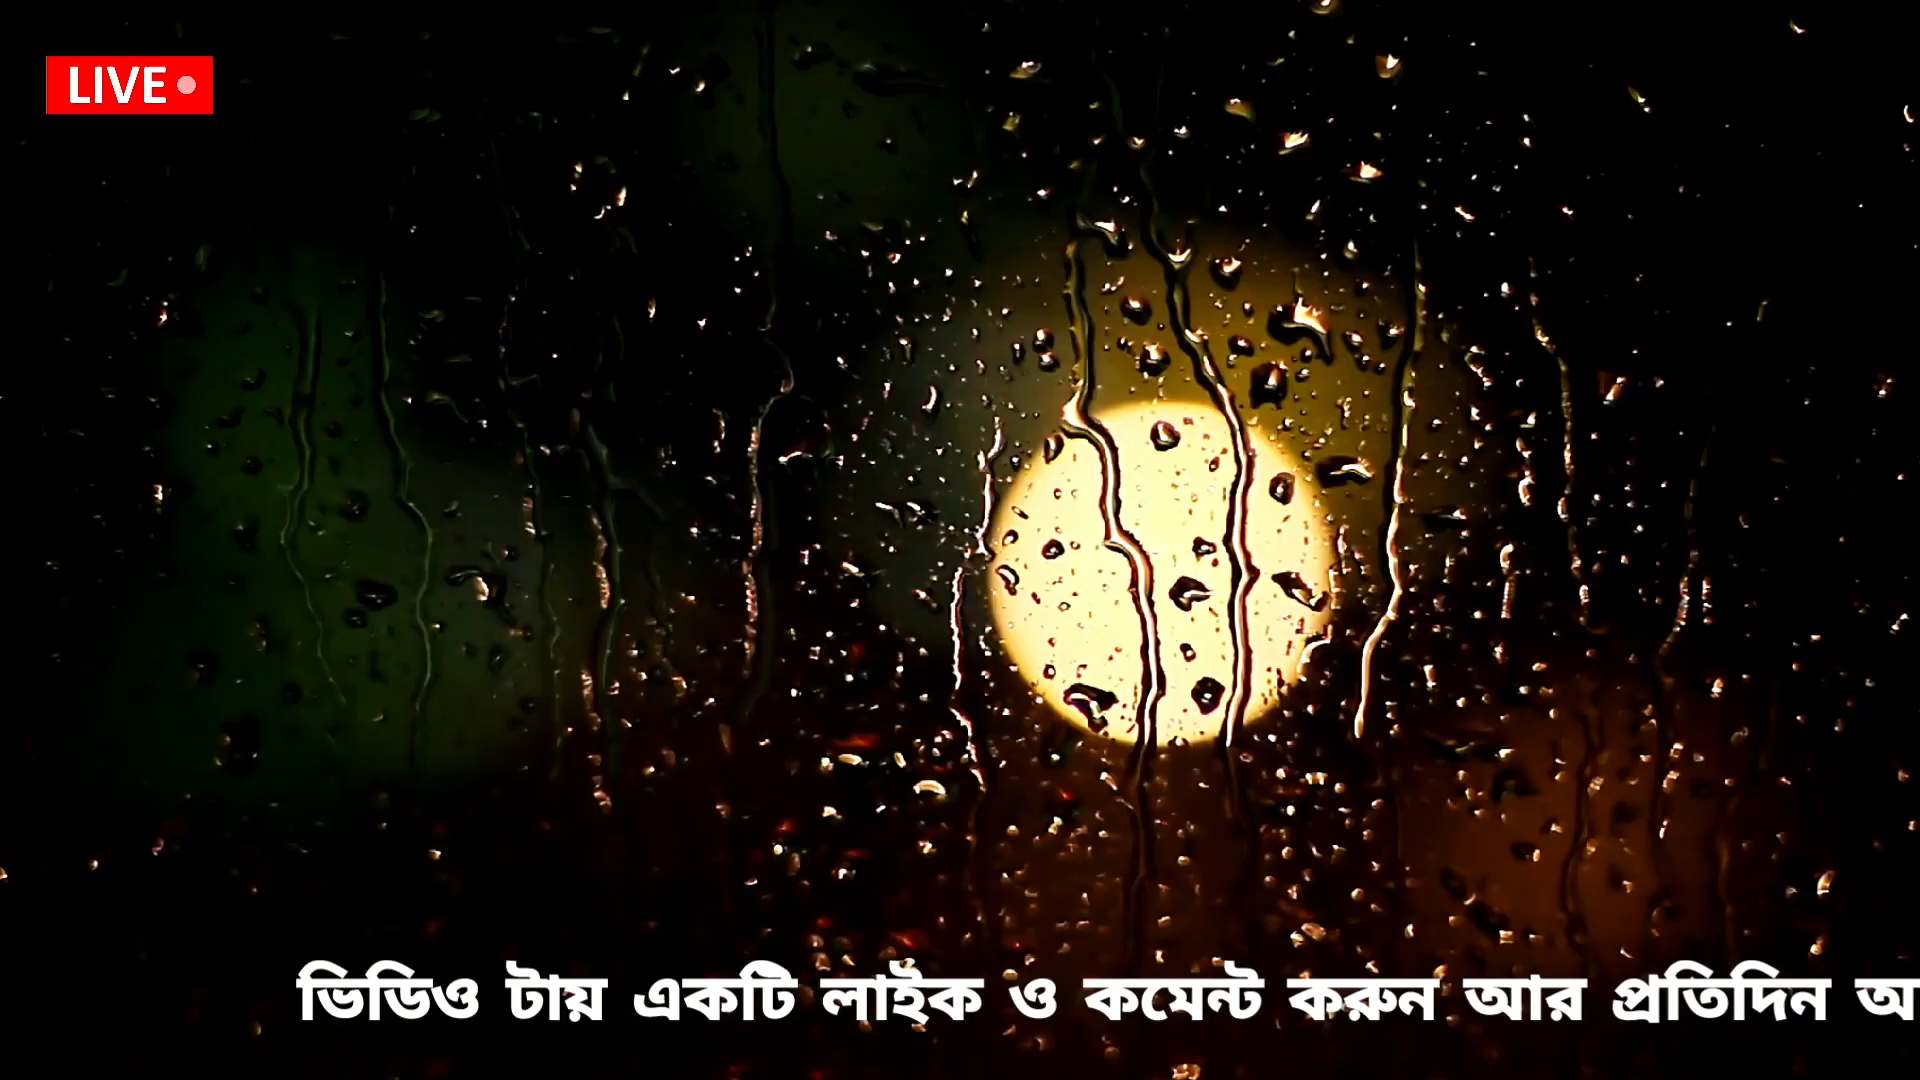 LIVE
ভিডিও টায় একটি লাইক ও কমেন্ট করুন আর প্রতিদিন